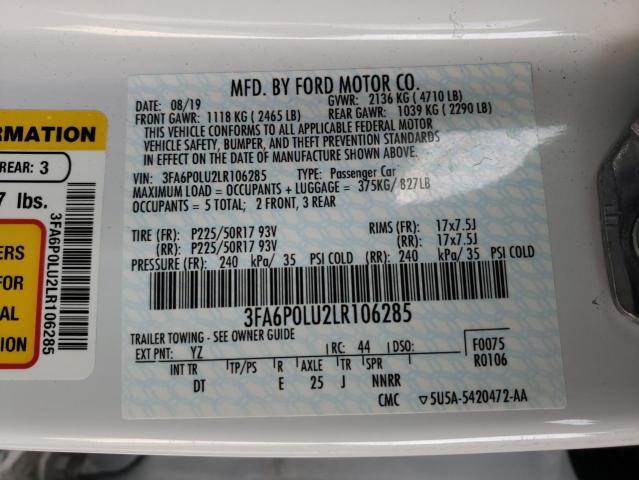 MFD. BY FORD MOTOR CO.
DATE: 08/19 GVWR: 2136 KG ( 4710 LB)
FRONT GAWR: 1118 KG ( 2465 LB) REAR GAWR: 1039 KG ( 2290 LB)
THIS VEHICLE CONFORMS TO ALL APPLICABLE FEDERAL MOTOR
VEHICLE SAFETY, BUMPER, AND THEFT PREVENTION STANDARDS
IN EFFECT ON THE DATE OF MANUFACTURE SHOWN ABOVE.
VIN: 3FA6P0LU2LR106285 TYPE: Passenger Car
MAXIMUM LOAD = OCCUPANTS + LUGGAGE = 375KG/ 827LB
OCCUPANTS = 5 TOTAL; 2 FRONT, 3 REAR
TIRE (FR): P225/50R17 93V RIMS (FR): 17x7.5J
(RR): P225/50R17 93V (RR): 17x7.5J
PRESSURE (FR): 240 kPa/ 35 PSI COLD (RR): 240 kPa/ 35 PSI COLD
3FA6P0LU2LR106285
TRAILER TOWING - SEE OWNER GUIDE
EXT PNT: YZ RC: 44 DSO: F0075
R0106
INT TR TP/PS R AXLE TR SPR
DT E 25 J NNRR
CMC ▽5U5A-5420472-AA
ORMATION
REAR: 3
7 lbs.
3FA6P0LU2LR106285
ERS
FOR
NAL
N